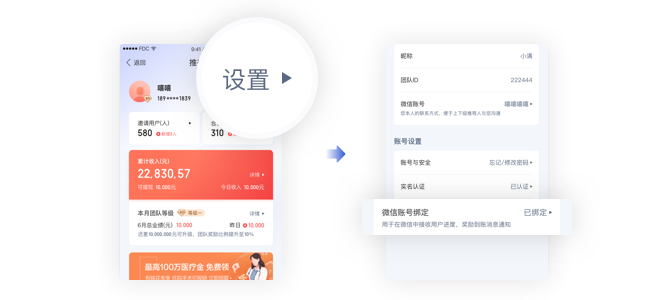 FDC
9:41
返回
设置
嘻嘻
189****1839
邀请用户(人)
580
310
累计收入(元)
22,830.57
详情
可提现 10,000元
今日收入 10,000元
本月团队等级
等级一
详情
6月总业绩(元) 10,000
昨日
10,000
还差10,000,000元可升级，团队奖励比例提升至10%
最高100万医疗金 免费领
昵称
小满
团队ID
222444
微信账号
嘻嘻嘻嘻
您本人的联系方式，便于上下级推荐人与您沟通
账号设置
账号与安全
忘记/修改密码
实名认证
已认证
微信账号绑定
已绑定
用于在微信中接收用户进度、奖励到账消息通知